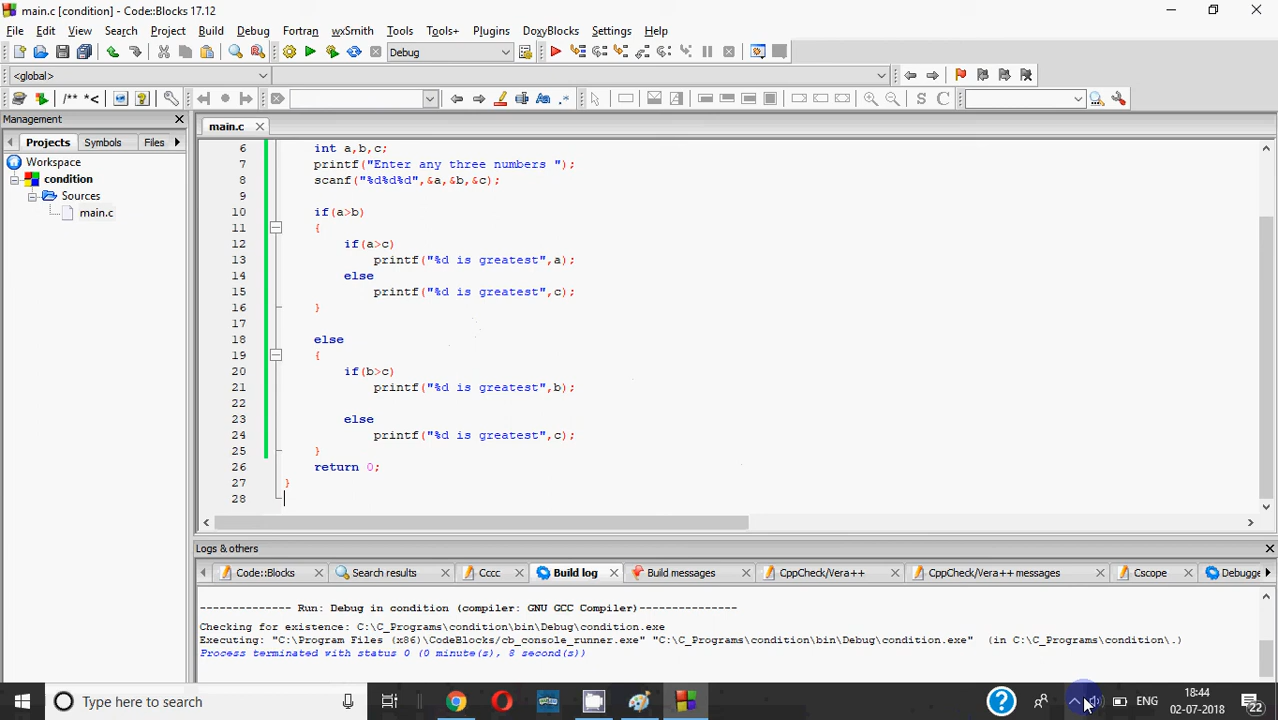 main.c [condition] - Code::Blocks 17.12
File Edit View Search Project Build Debug Fortran wxSmith Tools Tools+ Plugins DoxyBlocks Settings Help
Debug
<global>
/** *<
S C
Management
main.c
Projects Symbols Files
Workspace
condition
Sources
main.c
6 int a,b,c;
7 printf("Enter any three numbers ");
8 scanf("%d%d%d",&a,&b,&c);
9
10 if(a>b)
11 {
12 if(a>c)
13 printf("%d is greatest",a);
14 else
15 printf("%d is greatest",c);
16 }
17
18 else
19 {
20 if(b>c)
21 printf("%d is greatest",b);
22
23 else
24 printf("%d is greatest",c);
25 }
26 return 0;
27 }
28
Logs & others
Code::Blocks Search results Cccc Build log Build messages CppCheck/Vera++ CppCheck/Vera++ messages Cscope Debugge
-------------- Run: Debug in condition (compiler: GNU GCC Compiler)---------------
Checking for existence: C:\C_Programs\condition\bin\Debug\condition.exe
Executing: "C:\Program Files (x86)\CodeBlocks/cb_console_runner.exe" "C:\C_Programs\condition\bin\Debug\condition.exe"  (in C:\C_Programs\condition\.)
Process terminated with status 0 (0 minute(s), 8 second(s))
Type here to search
ENG
18:44
02-07-2018
22